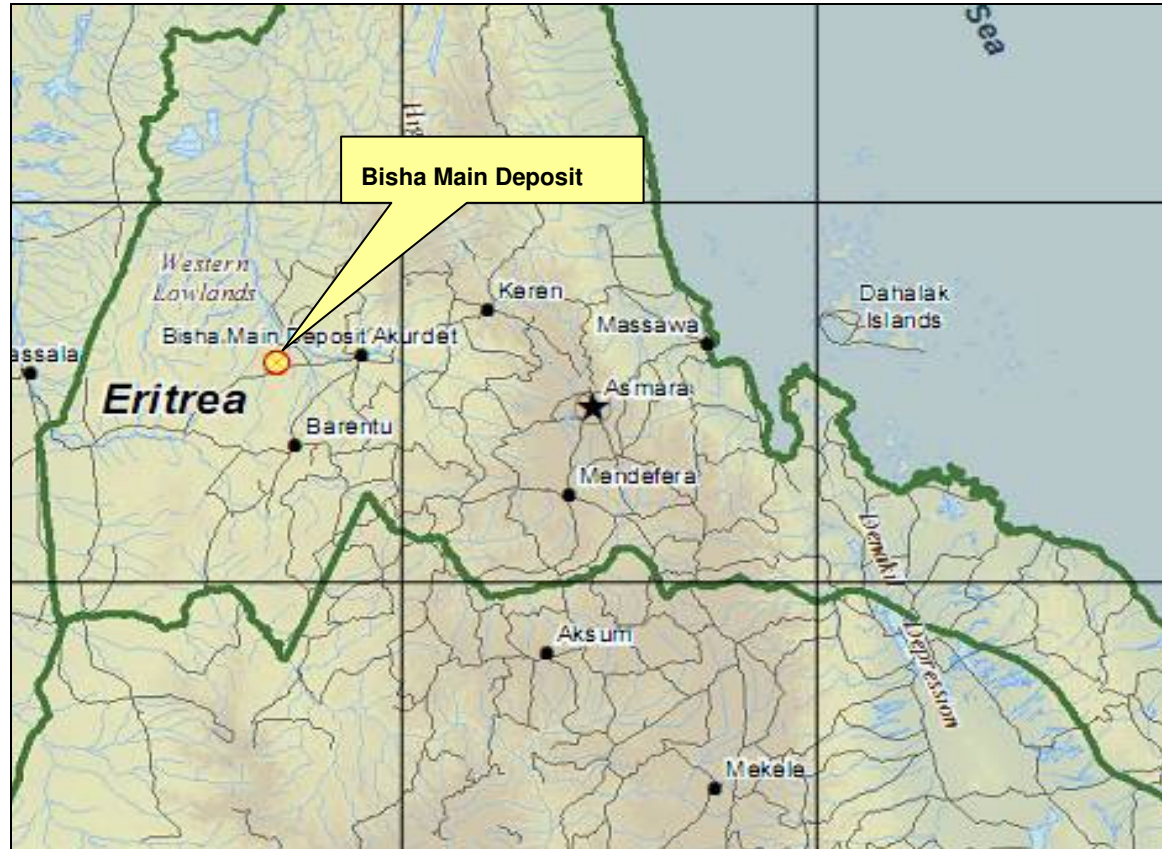 Sea
Bisha Main Deposit
Western
Lowlands
Keren
Dahalak
Islands
Massawa
Bisha Main Deposit
Akurdet
assala
Asmara
Eritrea
Barentu
Mendefera
Denakil
Depression
Aksum
Mekele